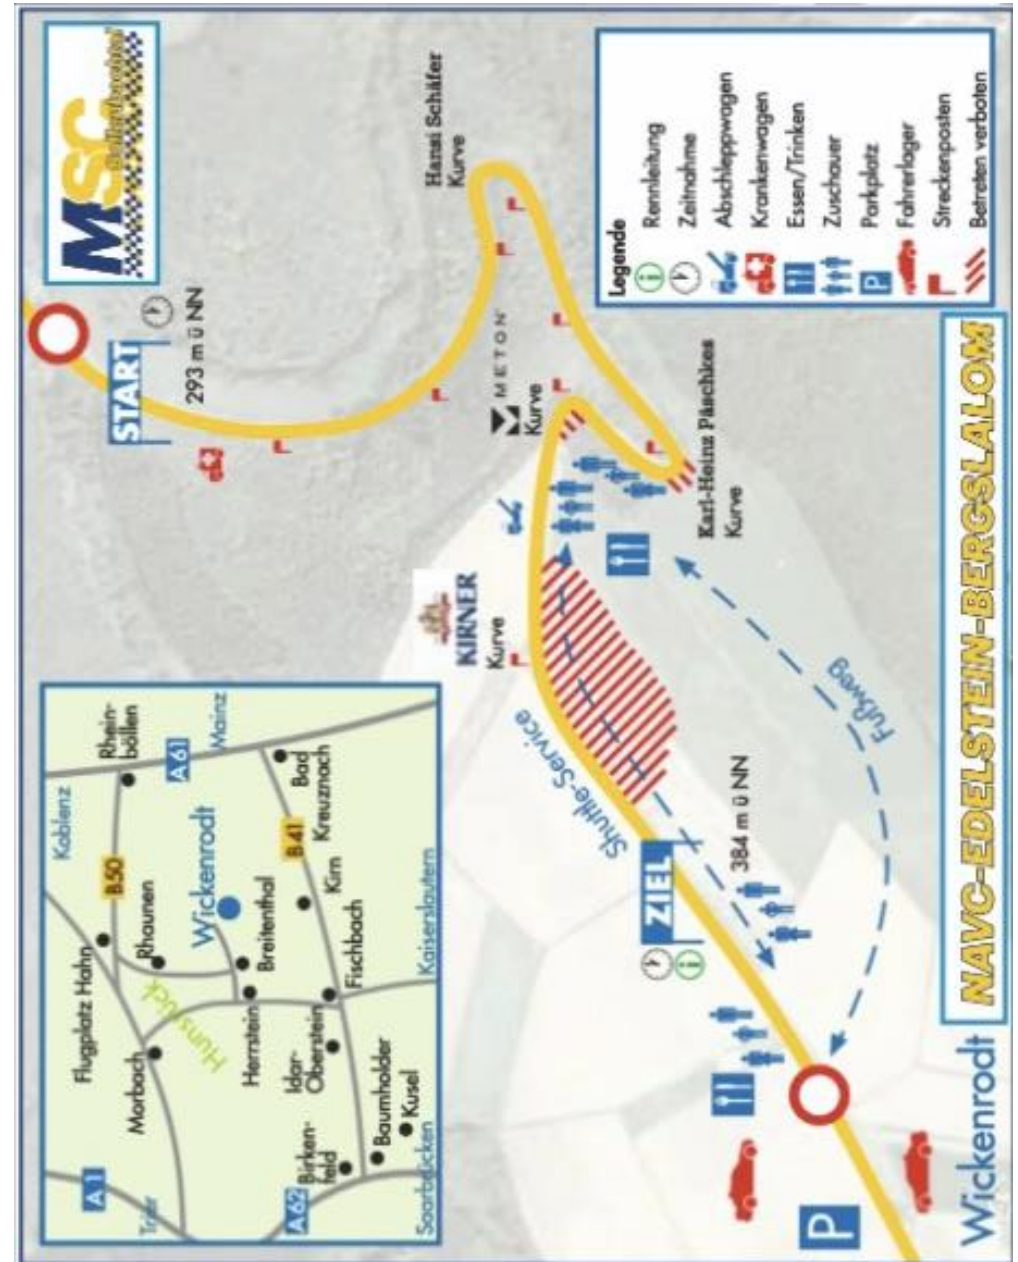 MSC
START
293 m ü NN
Hansi Schäfer
Kurve
METON
Kurve
Karl-Heinz Päschkes
Kurve
KIRNER
Kurve
Shuttle-Service
ZIEL
384 m ü NN
Fußweg
P
Legende
Rennleitung
Zeitnahme
Abschleppwagen
Krankenwagen
Essen/Trinken
Zuschauer
P Parkplatz
Fahrerlager
Streckenposten
Betreten verboten
Koblenz
Rhein-
böllen
A 61
Mainz
B 50
Flugplatz Hahn
Rhaunen
Wickenrodt
B 41
Bad
Kreuznach
Morbach
Hunsrück
Breitenthal
Kirn
Herrstein
Fischbach
Idar-
Oberstein
Kaiserslautern
A 1
Trier
A 62
Birken-
feld
Baumholder
Kusel
Saarbrücken
Wickenrodt
NAVC-EDELSTEIN-BERGSLALOM